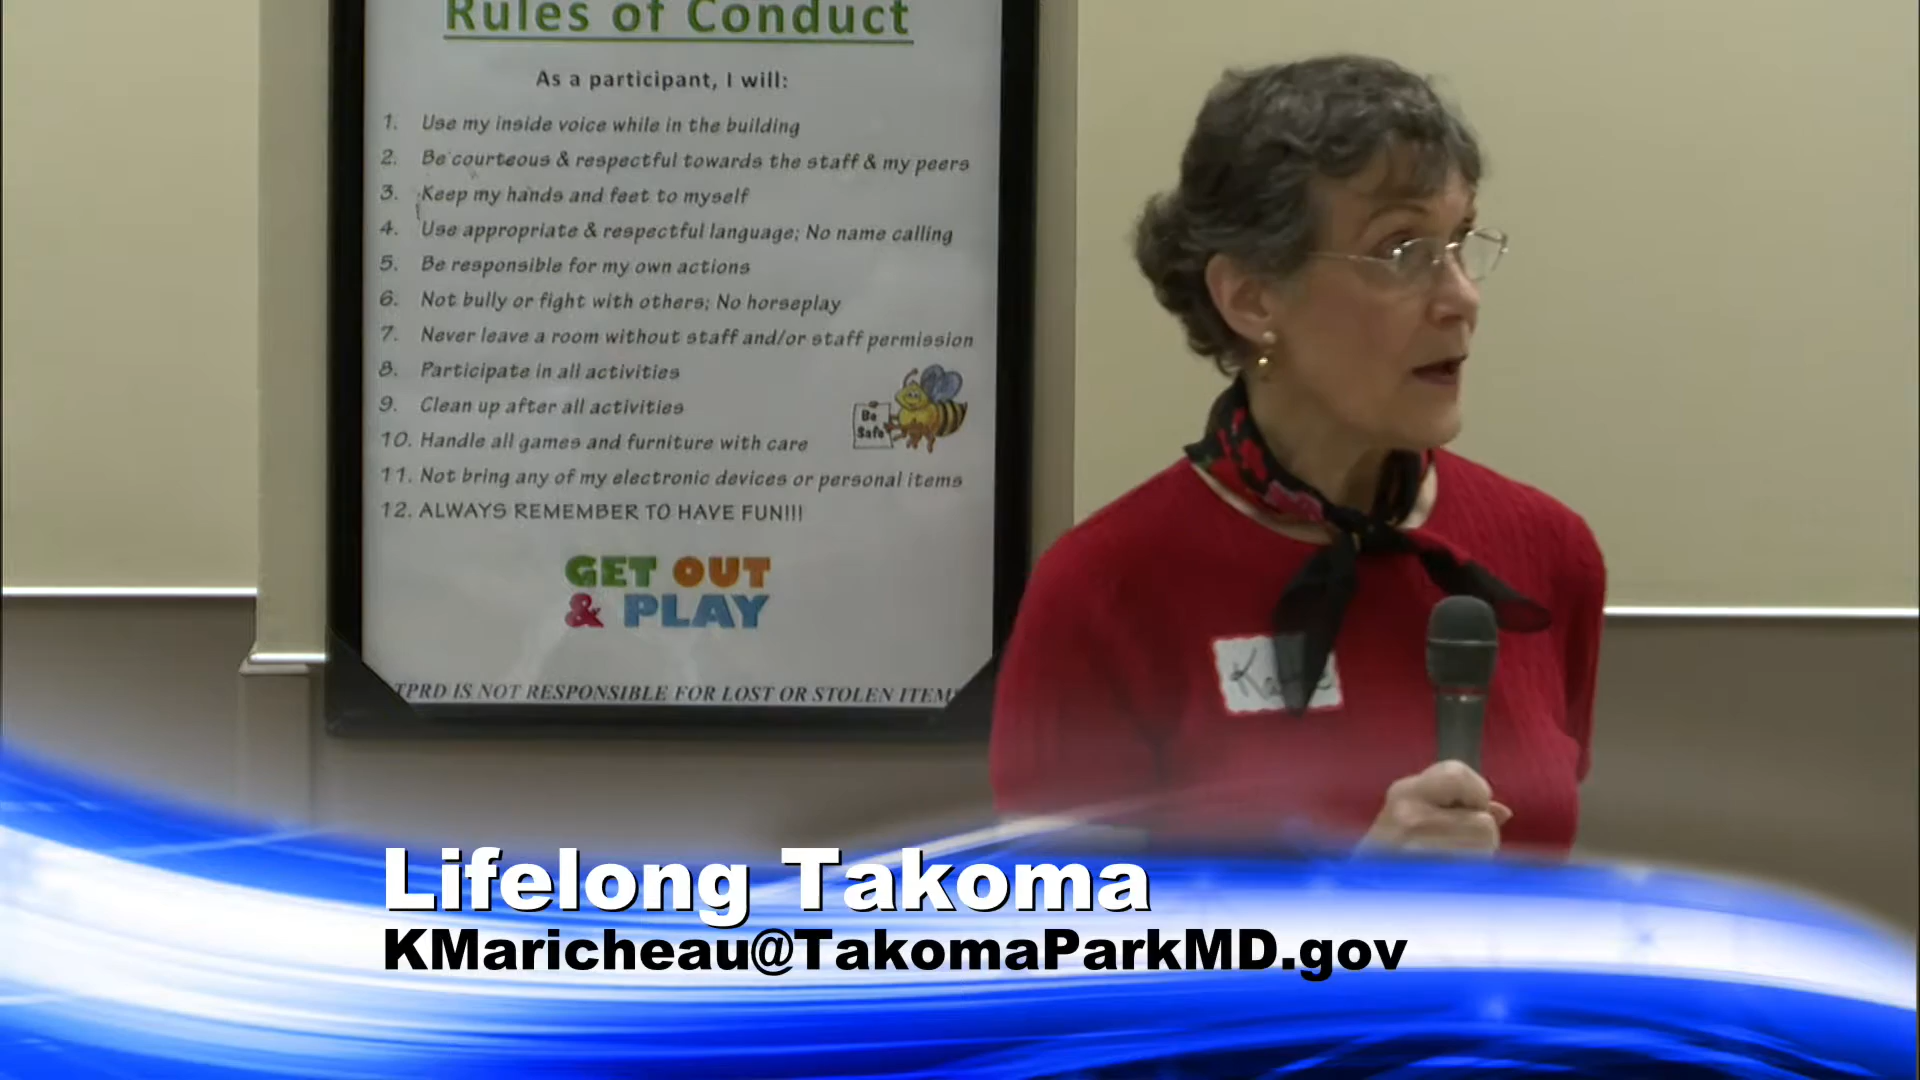 Rules of Conduct
As a participant, I will:
1. Use my inside voice while in the building
2. Be courteous & respectful towards the staff & my peers
3. Keep my hands and feet to myself
4. Use appropriate & respectful language; No name calling
5. Be responsible for my own actions
6. Not bully or fight with others; No horseplay
7. Never leave a room without staff and/or staff permission
8. Participate in all activities
9. Clean up after all activities
Be
Safe
10. Handle all games and furniture with care
11. Not bring any of my electronic devices or personal items
12. ALWAYS REMEMBER TO HAVE FUN!!!
GET OUT
& PLAY
TPRD IS NOT RESPONSIBLE FOR LOST OR STOLEN ITEMS
Lifelong Takoma
KMaricheau@TakomaParkMD.gov